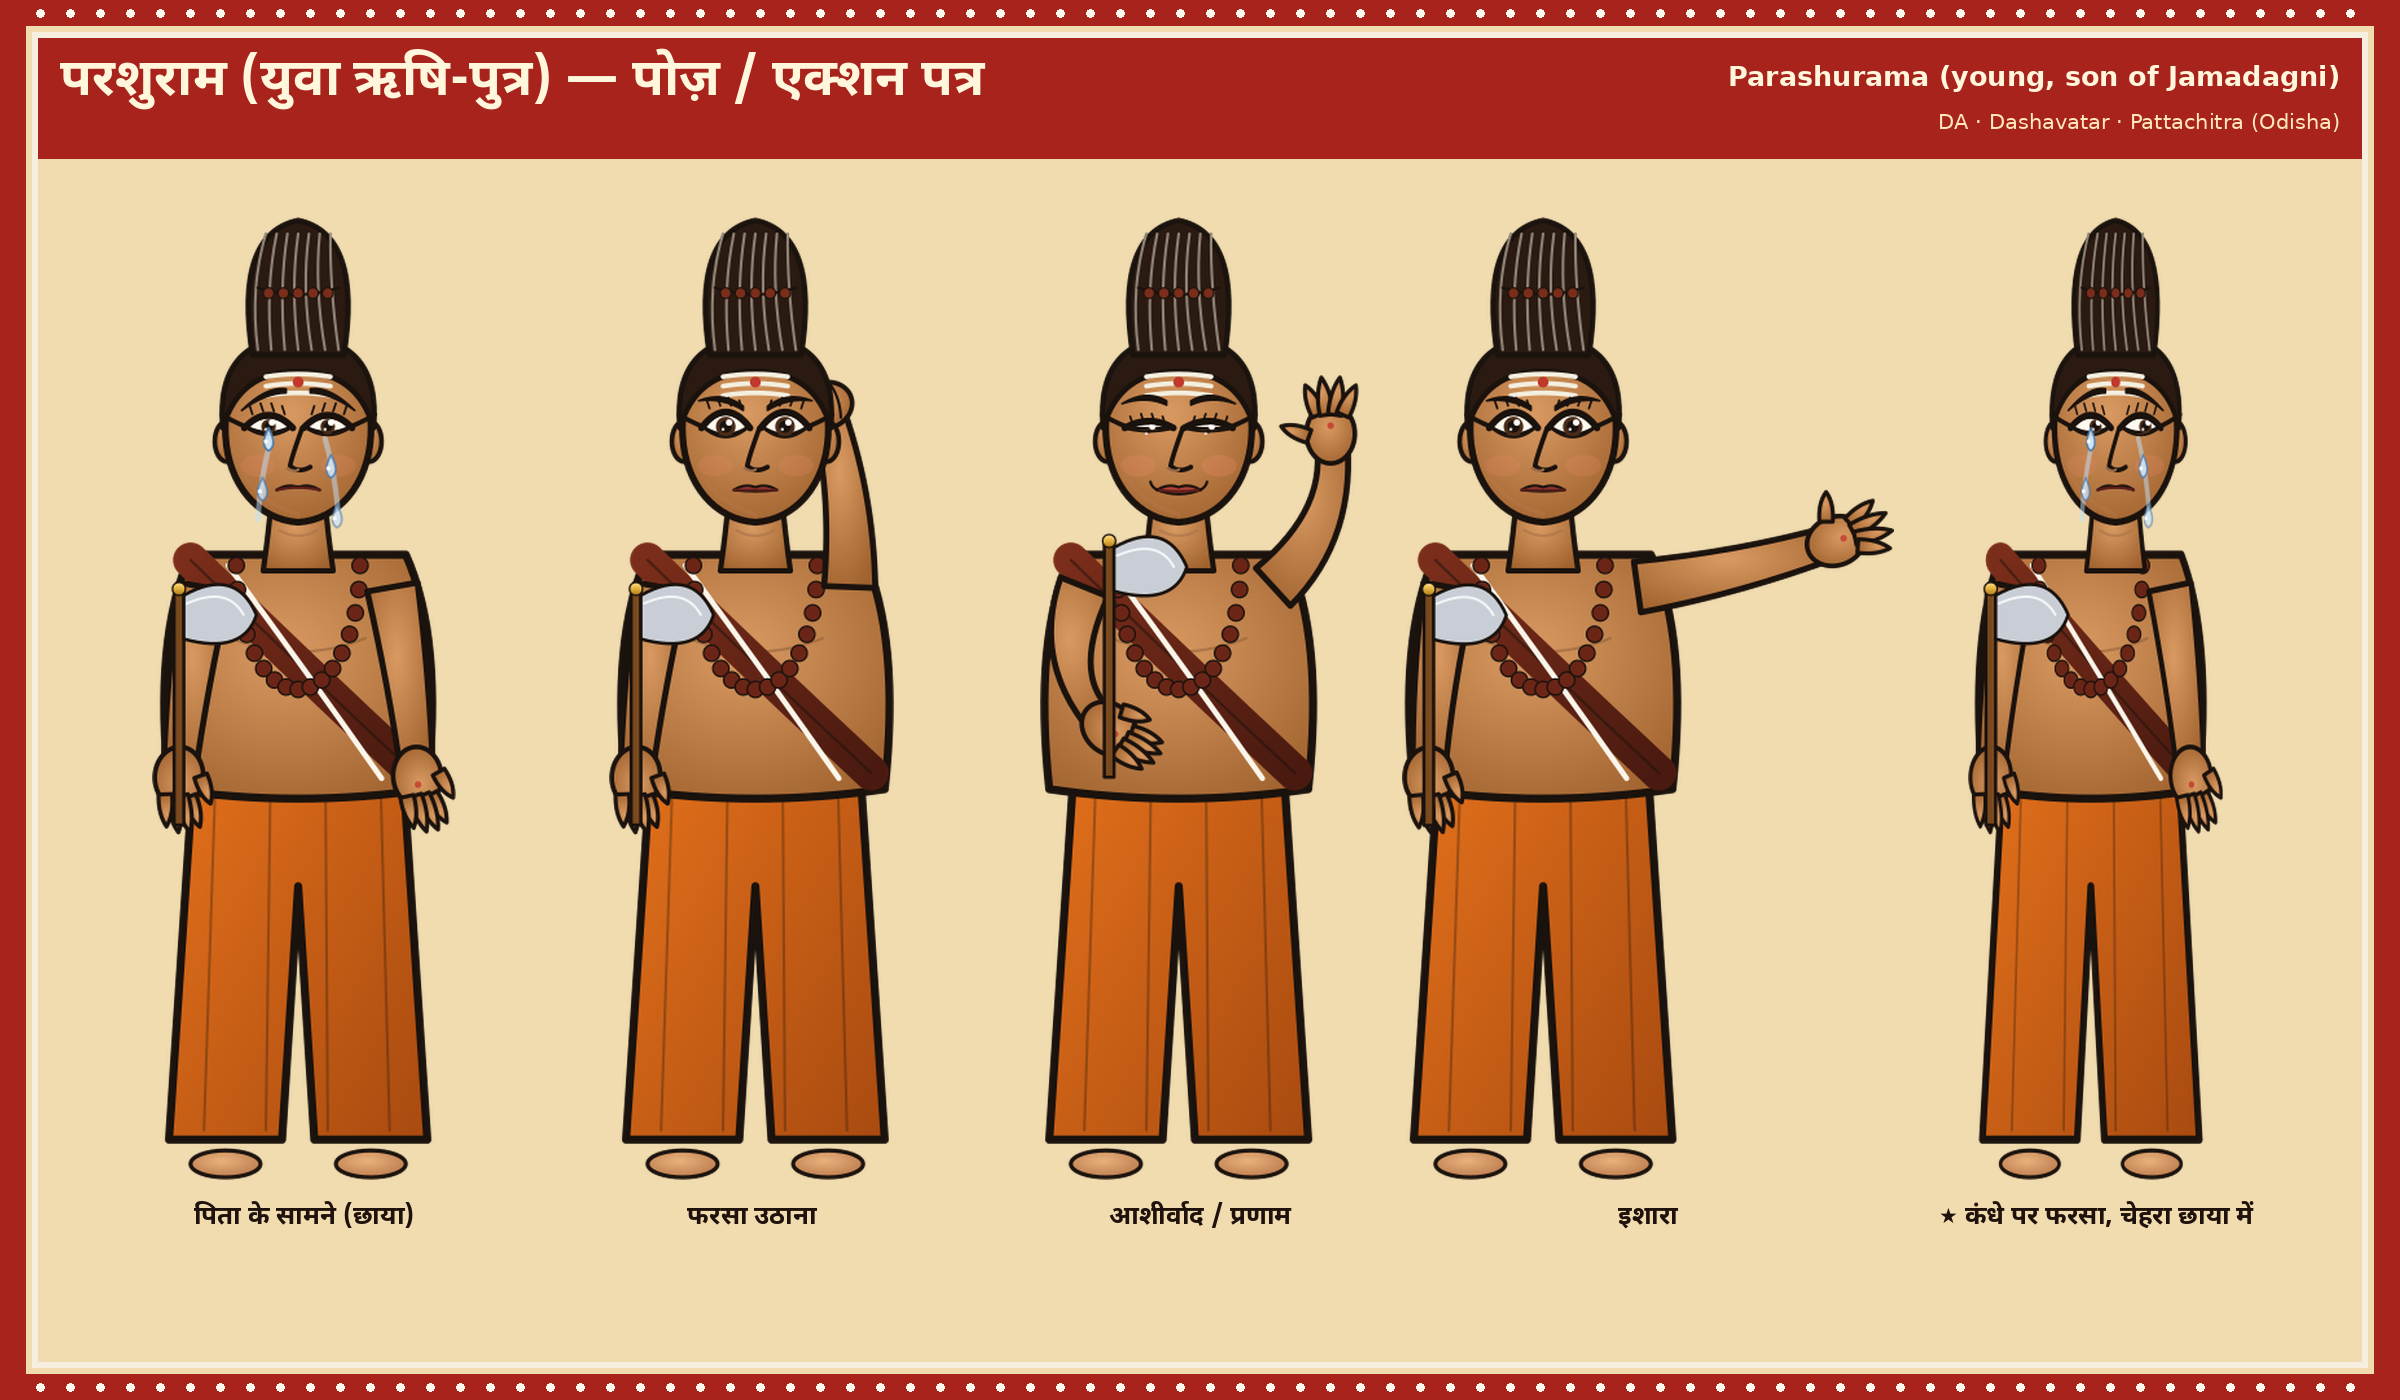 परशुराम (युवा ऋषि-पुत्र) — पोज़ / एक्शन पत्र
Parashurama (young, son of Jamadagni)
DA · Dashavatar · Pattachitra (Odisha)
पिता के सामने (छाया)
फरसा उठाना
आशीर्वाद / प्रणाम
इशारा
★ कंधे पर फरसा, चेहरा छाया में